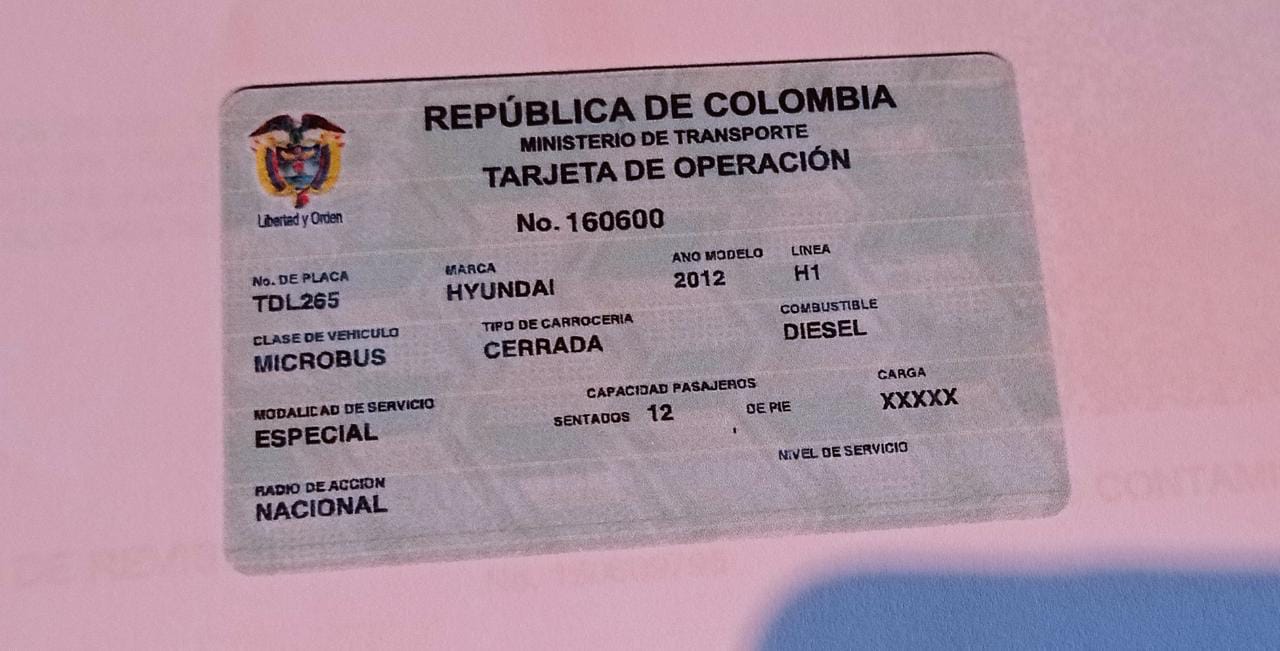 REPÚBLICA DE COLOMBIA
MINISTERIO DE TRANSPORTE
TARJETA DE OPERACIÓN
Libertad y Orden
No. 160600
No. DE PLACA MARCA ANO MODELO LINEA
TDL265 HYUNDAI 2012 H1
CLASE DE VEHICULO TIPO DE CARROCERIA COMBUSTIBLE
MICROBUS CERRADA DIESEL
MODALIDAD DE SERVICIO CAPACIDAD PASAJEROS CARGA
ESPECIAL SENTADOS 12 DE PIE XXXXX
NIVEL DE SERVICIO
RADIO DE ACCION
NACIONAL